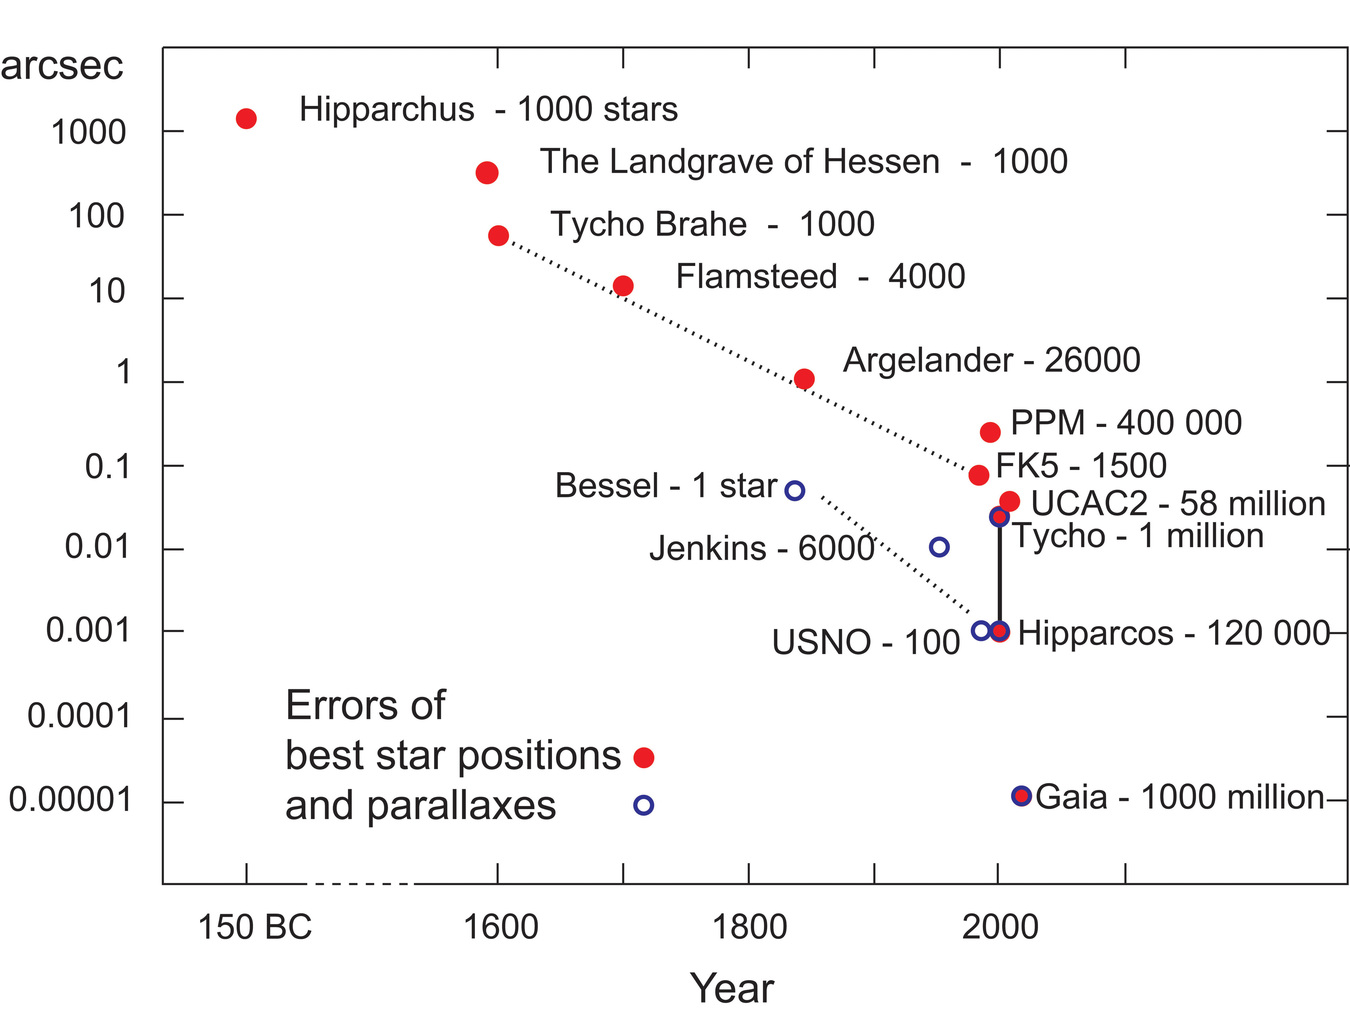 arcsec
1000
100
10
1
0.1
0.01
0.001
0.0001
0.00001
Hipparchus - 1000 stars
The Landgrave of Hessen - 1000
Tycho Brahe - 1000
Flamsteed - 4000
Argelander - 26000
PPM - 400 000
FK5 - 1500
Bessel - 1 star
UCAC2 - 58 million
Tycho - 1 million
Jenkins - 6000
Hipparcos - 120 000
USNO - 100
Errors of
best star positions
and parallaxes
Gaia - 1000 million
150 BC 1600 1800 2000
Year